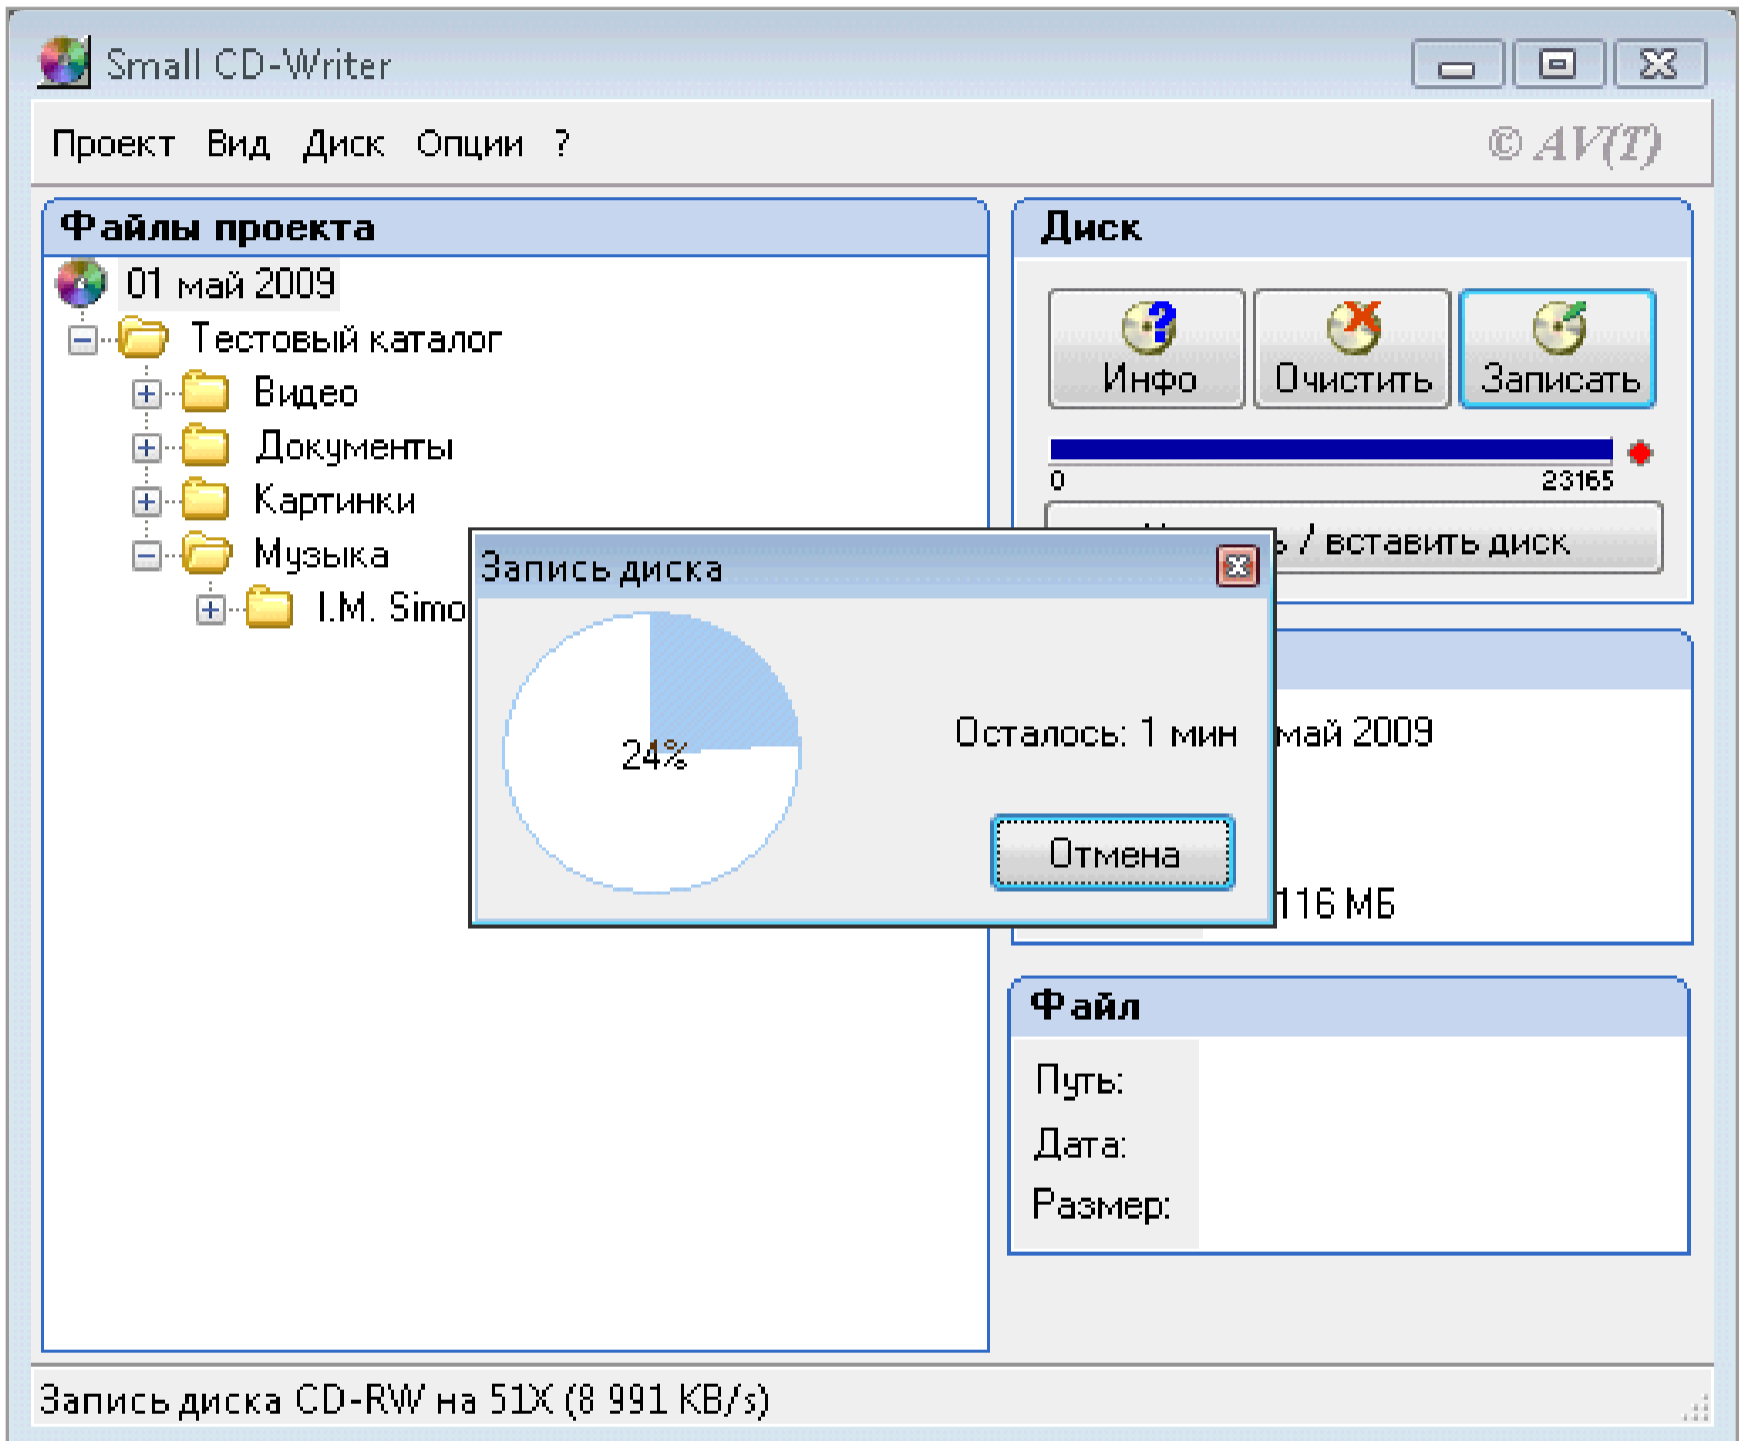 Small CD-Writer
Проект Вид Диск Опции ?
© AV(T)
Файлы проекта
01 май 2009
Тестовый каталог
Видео
Документы
Картинки
Музыка
I.M. Simo
Диск
Инфо Очистить Записать
0 23165
/ вставить диск
Запись диска
24%
Осталось: 1 мин
Отмена
май 2009
116 МБ
Файл
Путь:
Дата:
Размер:
Запись диска CD-RW на 51X (8 991 KB/s)